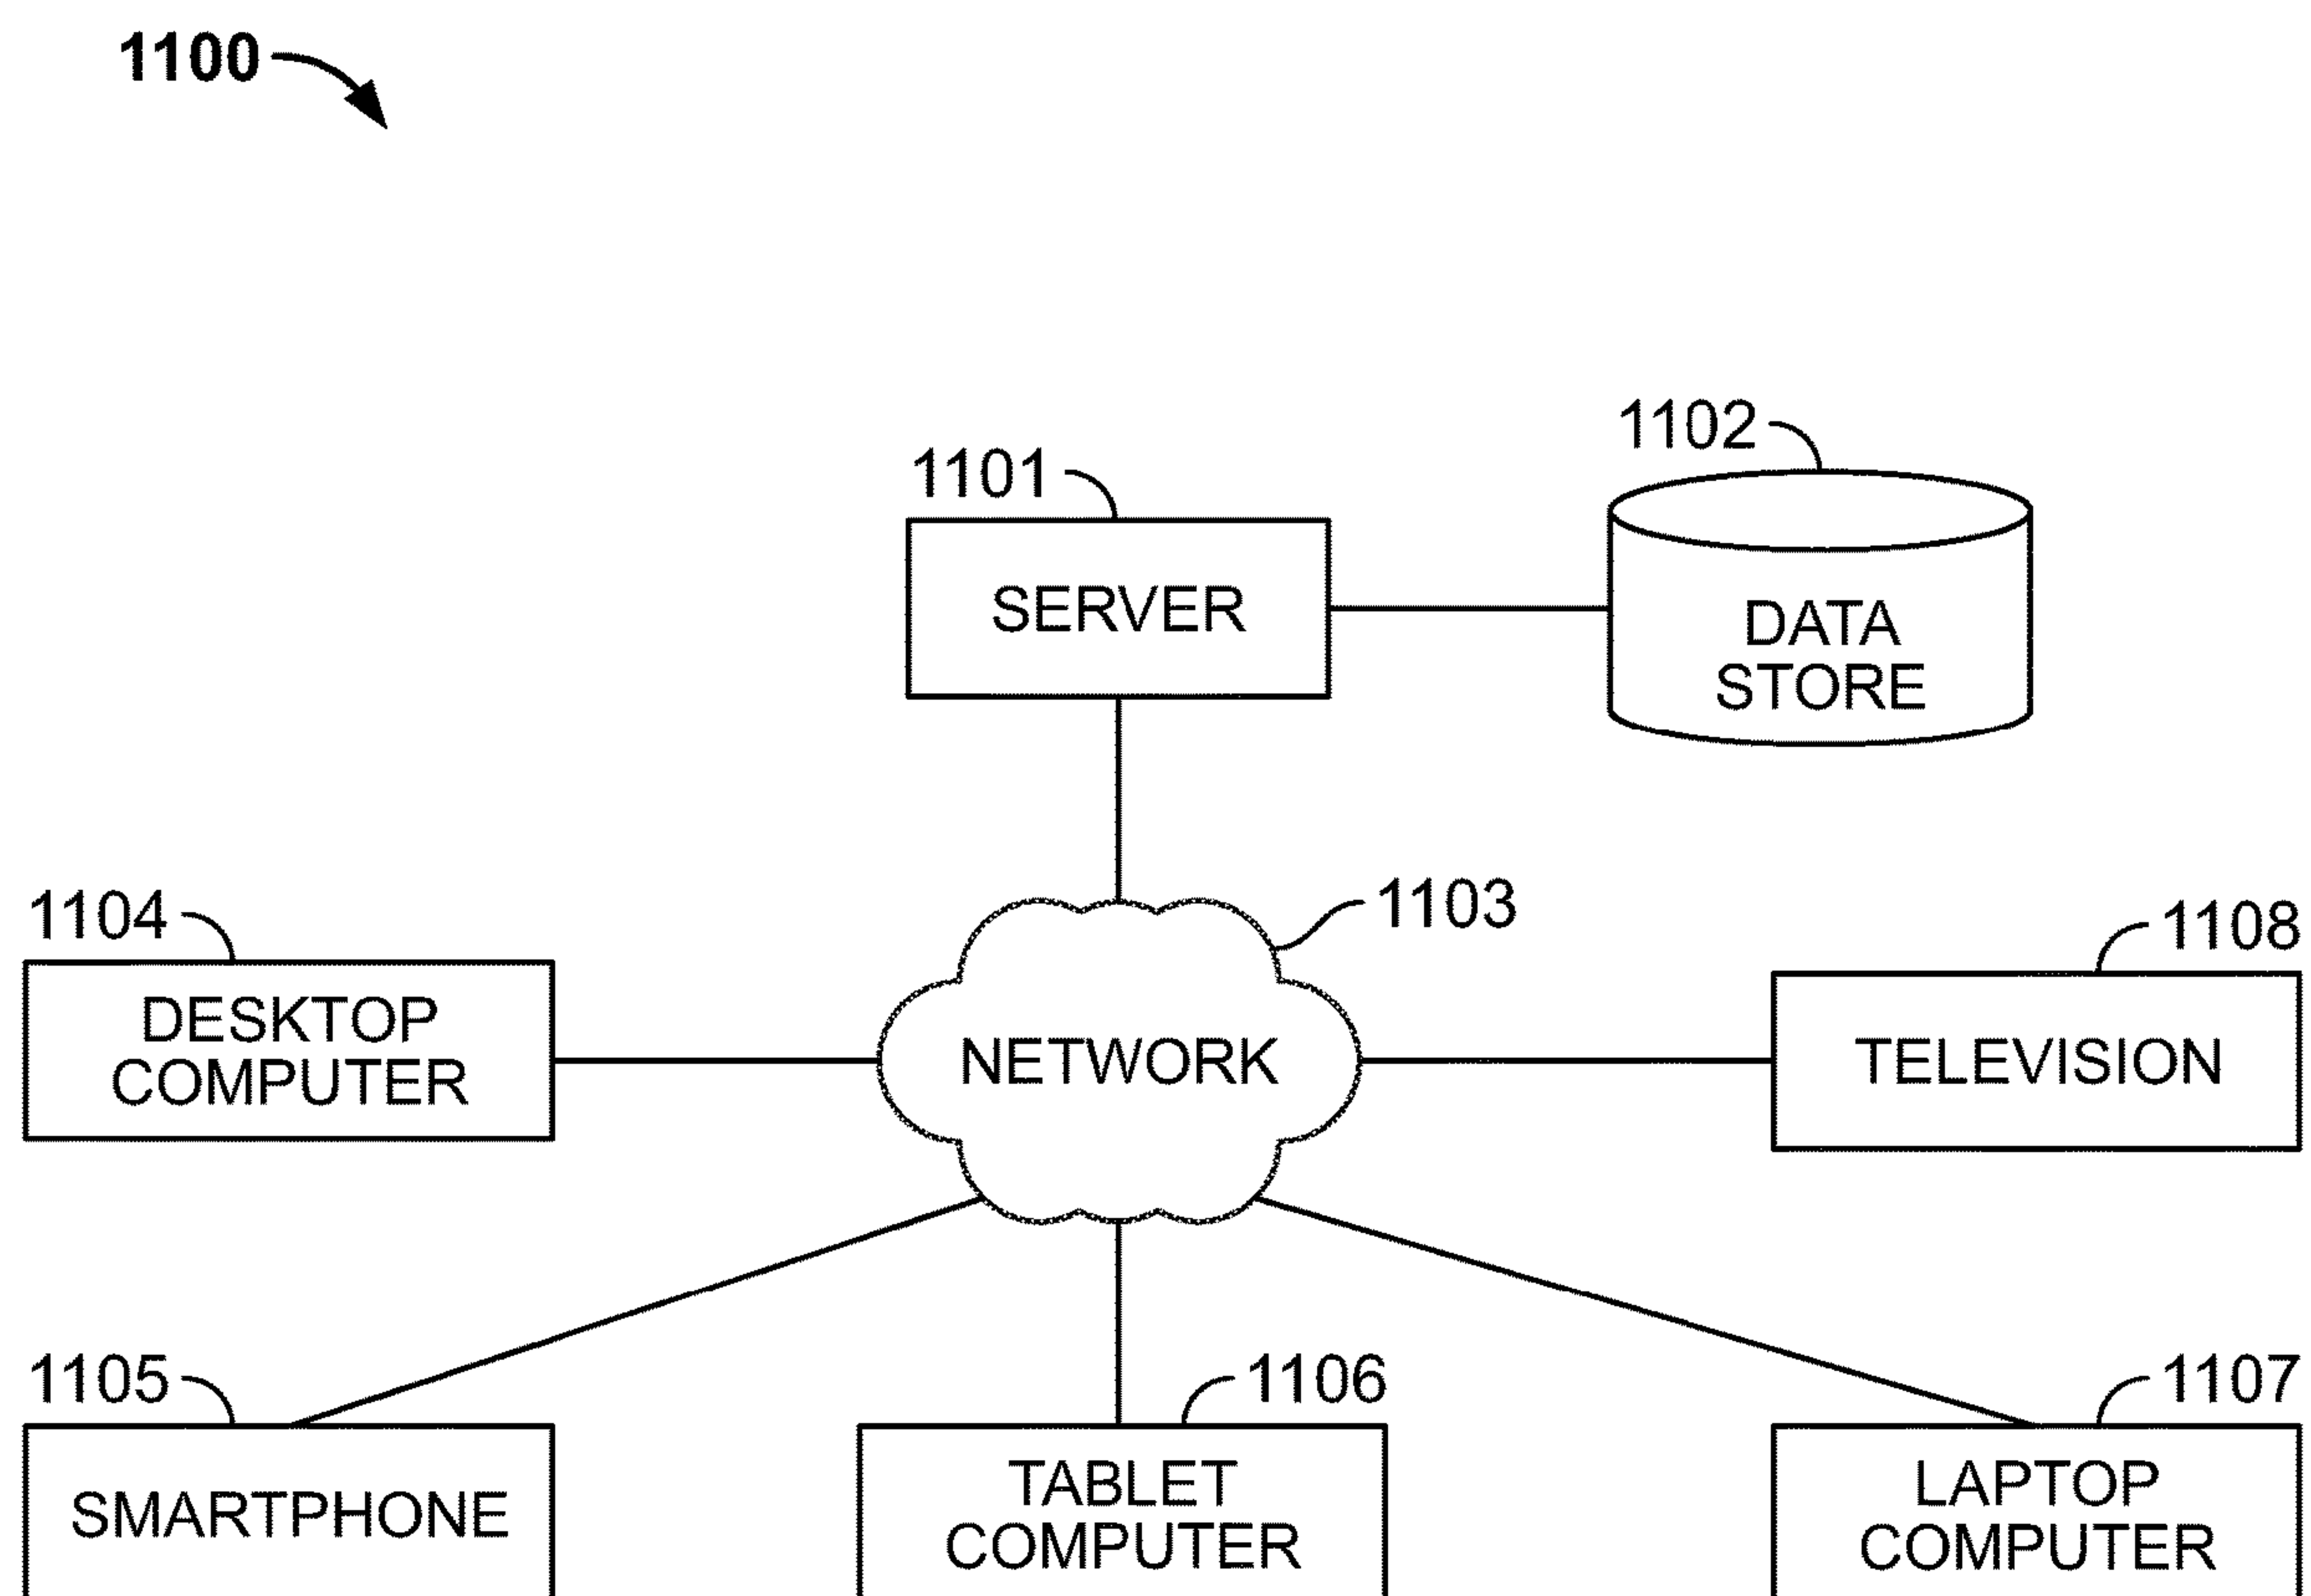 1100
1102
1101
SERVER
DATA
STORE
1103
1104
1108
DESKTOP
COMPUTER
NETWORK
TELEVISION
1105
1106
1107
SMARTPHONE
TABLET
COMPUTER
LAPTOP
COMPUTER